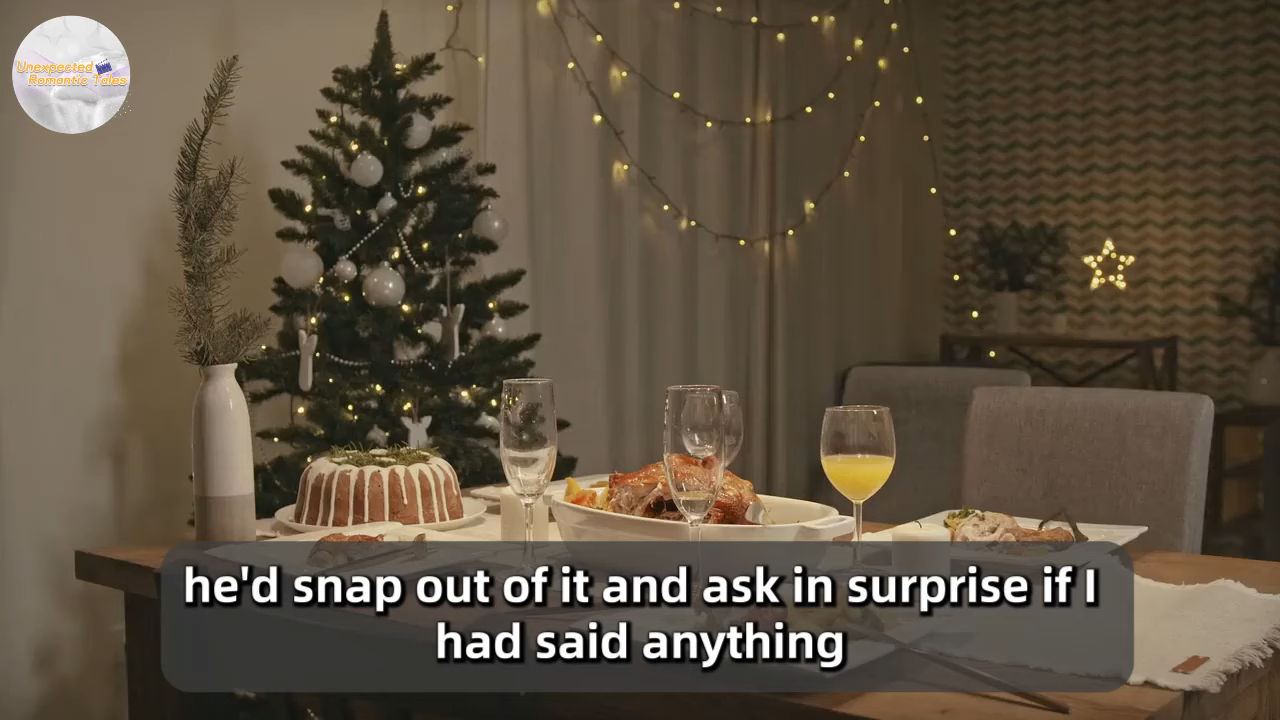 Unexpected
Romantic Tales
he'd snap out of it and ask in surprise if I
had said anything